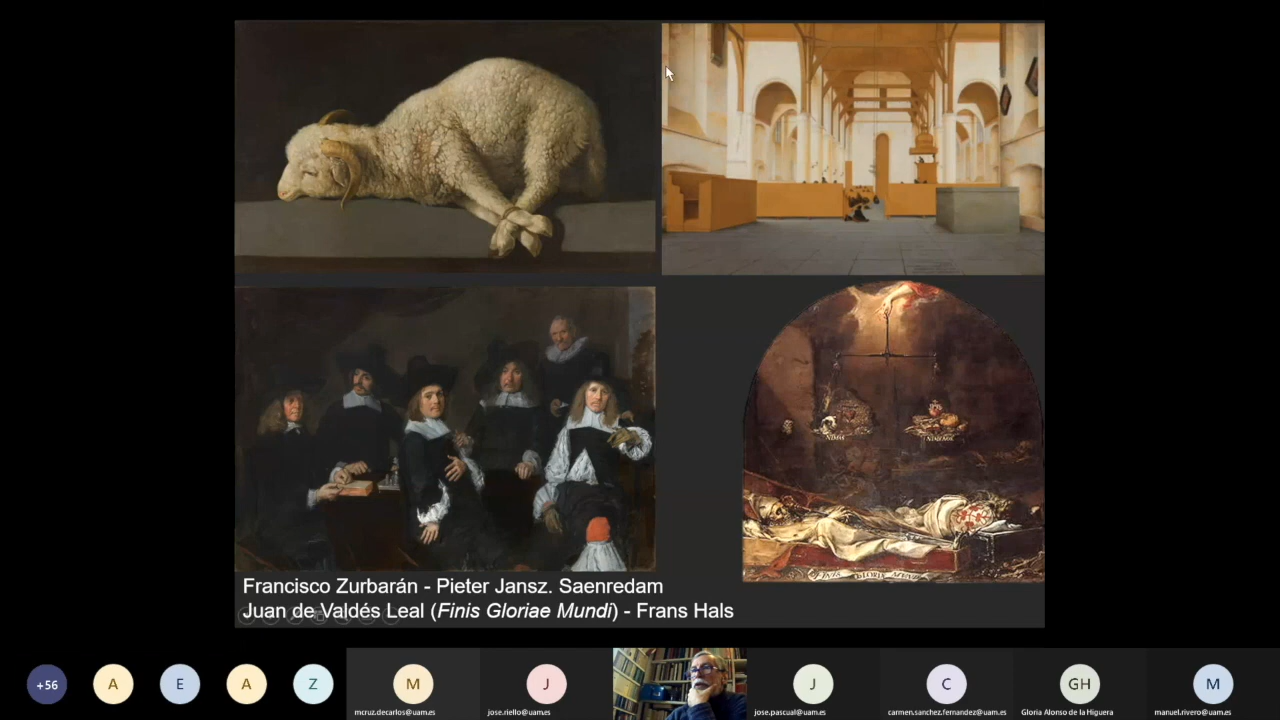 Francisco Zurbarán - Pieter Jansz. Saenredam
Juan de Valdés Leal (Finis Gloriae Mundi) - Frans Hals
+56
A
E
A
Z
M
J
J
C
GH
M
mcruz.decarlos@uam.es
jose.riello@uam.es
jose.pascual@uam.es
carmen.sanchez.fernandez@uam.es
Gloria Alonso de la Higuera
manuel.rivero@uam.es